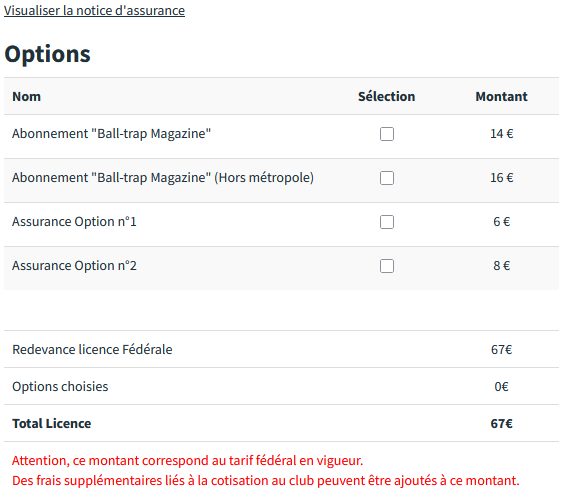 Visualiser la notice d'assurance
Options
Nom Sélection Montant
Abonnement "Ball-trap Magazine" 14 €
Abonnement "Ball-trap Magazine" (Hors métropole) 16 €
Assurance Option n°1 6 €
Assurance Option n°2 8 €
Redevance licence Fédérale 67€
Options choisies 0€
Total Licence 67€
Attention, ce montant correspond au tarif fédéral en vigueur.
Des frais supplémentaires liés à la cotisation au club peuvent être ajoutés à ce montant.